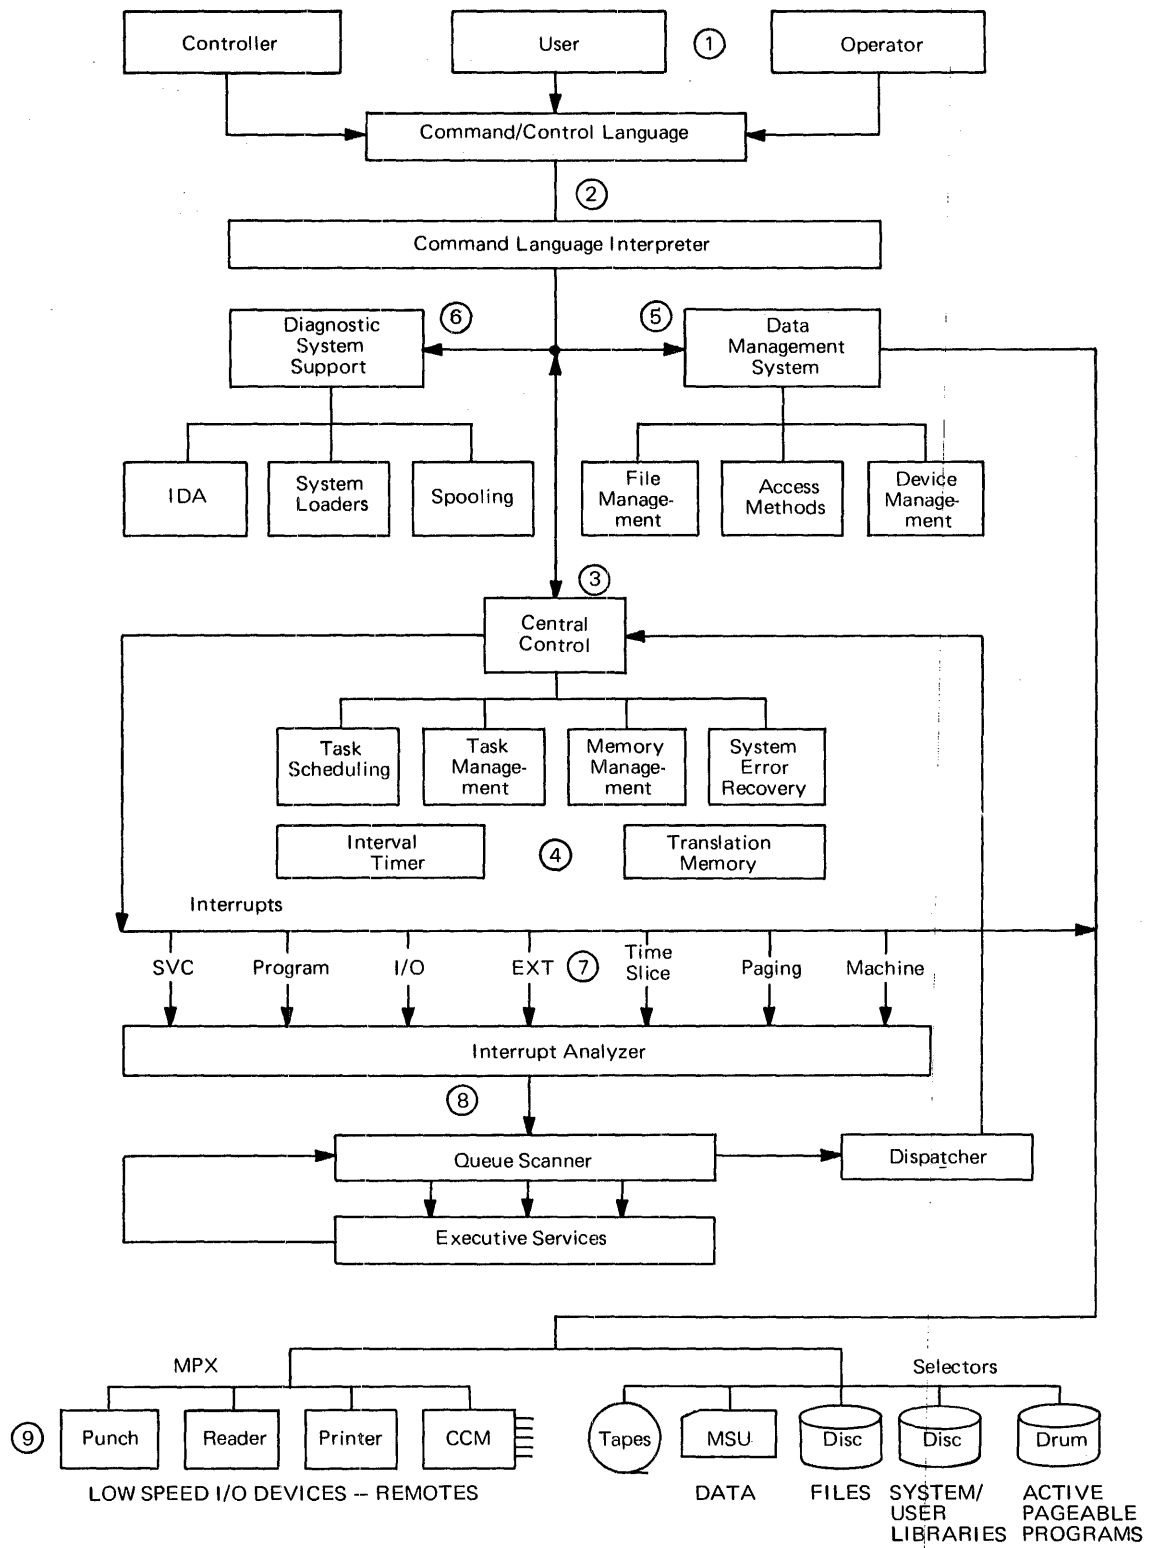 Controller
User
1
Operator
Command/Control Language
2
Command Language Interpreter
6
Diagnostic
System
Support
5
Data
Management
System
IDA
System
Loaders
Spooling
File
Manage-
ment
Access
Methods
Device
Manage-
ment
3
Central
Control
Task
Scheduling
Task
Manage-
ment
Memory
Manage-
ment
System
Error
Recovery
Interval
Timer
4
Translation
Memory
Interrupts
SVC
Program
I/O
EXT
7
Time
Slice
Paging
Machine
Interrupt Analyzer
8
Queue Scanner
Dispatcher
Executive Services
MPX
Selectors
9
Punch
Reader
Printer
CCM
Tapes
MSU
Disc
Disc
Drum
LOW SPEED I/O DEVICES -- REMOTES
DATA
FILES
SYSTEM/
USER
LIBRARIES
ACTIVE
PAGEABLE
PROGRAMS